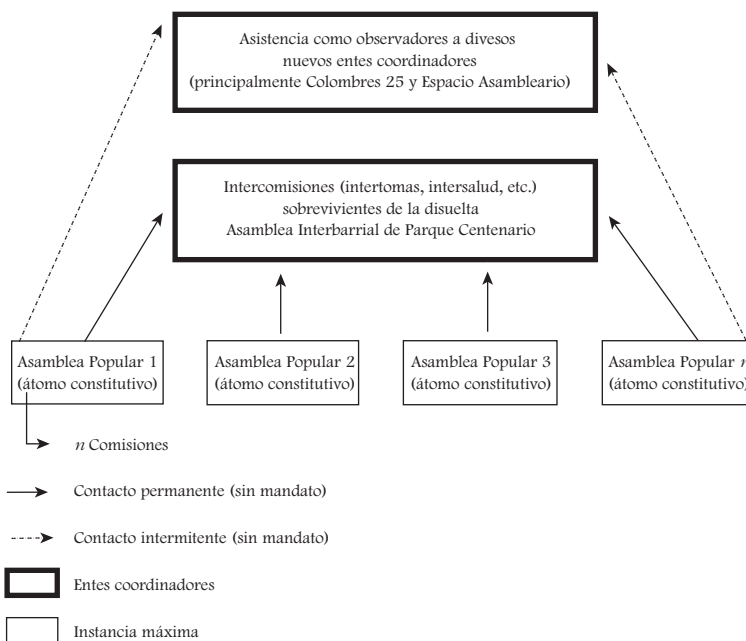 Asistencia como observadores a divesos
nuevos entes coordinadores
(principalmente Colombres 25 y Espacio Asambleario)
Intercomisiones (intertomas, intersalud, etc.)
sobrevivientes de la disuelta
Asamblea Interbarrial de Parque Centenario
Asamblea Popular 1
(átomo constitutivo)
Asamblea Popular 2
(átomo constitutivo)
Asamblea Popular 3
(átomo constitutivo)
Asamblea Popular n
(átomo constitutivo)
n Comisiones
Contacto permanente (sin mandato)
Contacto intermitente (sin mandato)
Entes coordinadores
Instancia máxima